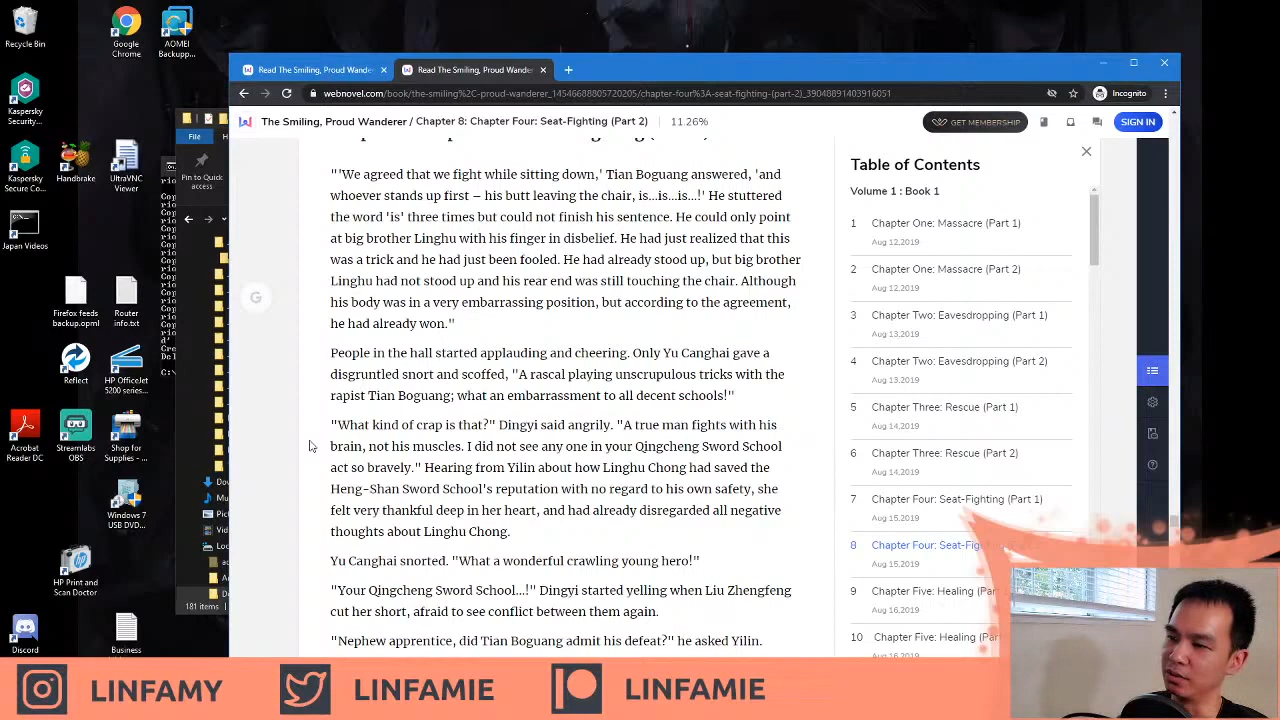 Recycle Bin
Google
Chrome
AOMEI
Backupp...
Kaspersky
Security...
Kaspersky
Secure Co...
Handbrake
UltraVNC
Viewer
Japan Videos
Firefox feeds
backup.opml
Router
info.txt
Reflect
HP OfficeJet
5200 series...
Acrobat
Reader DC
Streamlabs
OBS
Shop for
Supplies - ...
Windows 7
USB DVD...
HP Print and
Scan Doctor
Discord
Business
File
Pin to Quick
access
181 items
Read The Smiling, Proud Wander
Read The Smiling, Proud Wande
webnovel.com/book/the-smiling%2C-proud-wanderer_14546688505720205/chapter-four%3A-seat-fighting-(part-2)_39048891403916051
Incognito
The Smiling, Proud Wanderer / Chapter 8: Chapter Four: Seat-Fighting (Part 2)
11.26%
GET MEMBERSHIP
SIGN IN
"'We agreed that we fight while sitting down,' Tian Boguang answered, 'and
whoever stands up first – his butt leaving the chair, is...is...is...!' He stuttered
the word 'is' three times but could not finish his sentence. He could only point
at big brother Linghu with his finger in disbelief. He had just realized that this
was a trick and he had just been fooled. He had already stood up, but big brother
Linghu had not stood up and his rear end was still touching the chair. Although
his body was in a very embarrassing position, but according to the agreement,
he had already won."
People in the hall started applauding and cheering. Only Yu Canghai gave a
disgruntled snort and scoffed, "A rascal playing unscrupulous tricks with the
rapist Tian Boguang; what an embarrassment to all decent schools!"
"What kind of crap is that?" Dingyi said angrily. "A true man fights with his
brain, not his muscles. I did not see any one in your Qingcheng Sword School
act so bravely." Hearing from Yilin about how Linghu Chong had saved the
Heng-Shan Sword School's reputation with no regard to his own safety, she
felt very thankful deep in her heart, and had already disregarded all negative
thoughts about Linghu Chong.
Yu Canghai snorted. "What a wonderful crawling young hero!"
"Your Qingcheng Sword School...!" Dingyi started yelling when Liu Zhengfeng
cut her short, afraid to see conflict between them again.
"Nephew apprentice, did Tian Boguang admit his defeat?" he asked Yilin.
Table of Contents
Volume 1 : Book 1
1 Chapter One: Massacre (Part 1)
Aug 12,2019
2 Chapter One: Massacre (Part 2)
Aug 12,2019
3 Chapter Two: Eavesdropping (Part 1)
Aug 13,2019
4 Chapter Two: Eavesdropping (Part 2)
Aug 13,2019
5 Chapter Three: Rescue (Part 1)
Aug 14,2019
6 Chapter Three: Rescue (Part 2)
Aug 14,2019
7 Chapter Four: Seat-Fighting (Part 1)
Aug 15,2019
8 Chapter Four: Seat-Fig
Aug 15,2019
9 Chapter Five: Healing (Par
Aug 16,2019
10 Chapter Five: Healing (Par
Aug 16,2019
LINFAMY
LINFAMIE
LINFAMIE